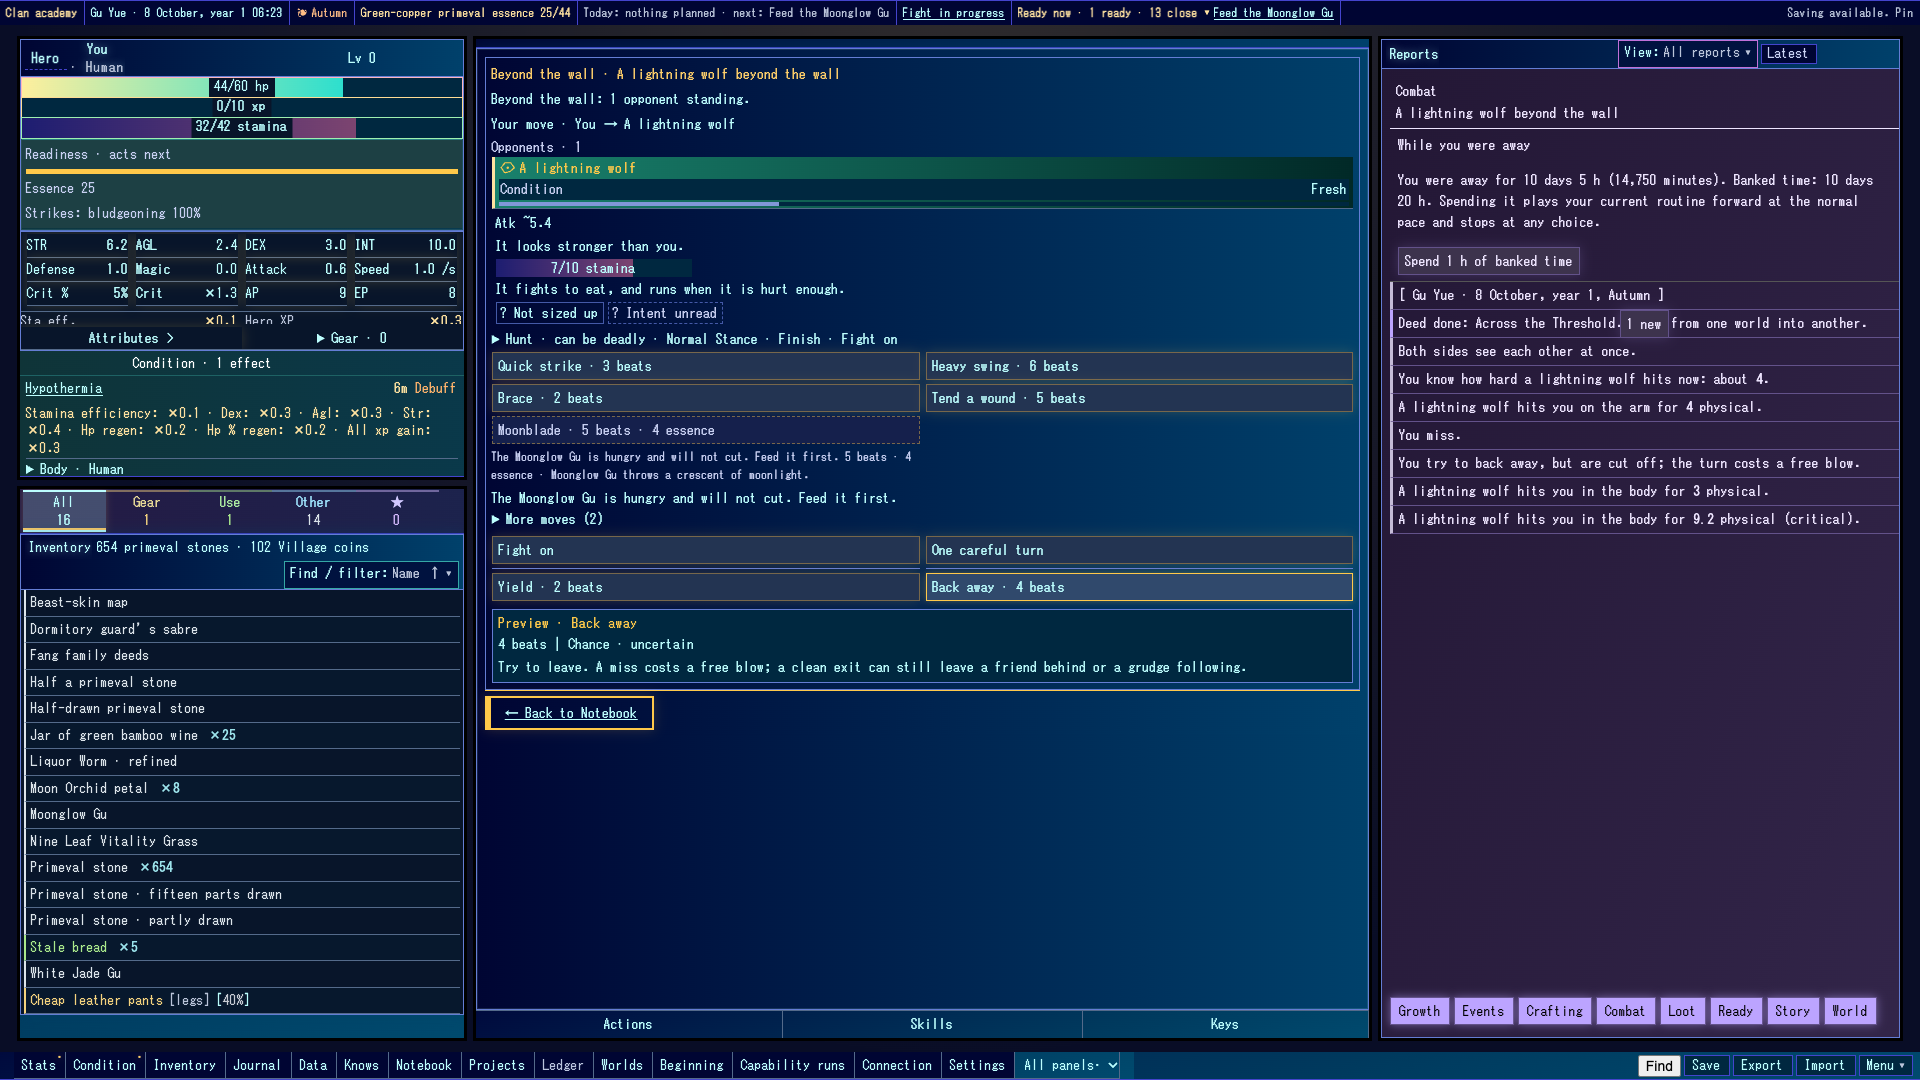 Clan academy
Gu Yue · 8 October, year 1 06:23
Autumn
Green-copper primeval essence 25/44
Today: nothing planned · next: Feed the Moonglow Gu
Fight in progress
Ready now · 1 ready · 13 close ▾ Feed the Moonglow Gu
Saving available. Pin
Hero · You
Human
Lv 0
44/60 hp
0/10 xp
32/42 stamina
Readiness · acts next
Essence 25
Strikes: bludgeoning 100%
STR 6.2 AGL 2.4 DEX 3.0 INT 10.0
Defense 1.0 Magic 0.0 Attack 0.6 Speed 1.0 /s
Crit % 5% Crit ×1.3 AP 9 EP 8
Sta eff. ×0.1 Hero XP ×0.3
Attributes >
▶ Gear · 0
Condition · 1 effect
Hypothermia 6m Debuff
Stamina efficiency: ×0.1 · Dex: ×0.3 · Agl: ×0.3 · Str:
×0.4 · Hp regen: ×0.2 · Hp % regen: ×0.2 · All xp gain:
×0.3
▶ Body · Human
All Gear Use Other ★
16 1 1 14 0
Inventory 654 primeval stones · 102 Village coins
Find / filter: Name ↑ ▾
Beast-skin map
Dormitory guard's sabre
Fang family deeds
Half a primeval stone
Half-drawn primeval stone
Jar of green bamboo wine ×25
Liquor Worm · refined
Moon Orchid petal ×8
Moonglow Gu
Nine Leaf Vitality Grass
Primeval stone ×654
Primeval stone · fifteen parts drawn
Primeval stone · partly drawn
Stale bread ×5
White Jade Gu
Cheap leather pants [legs] [40%]
Beyond the wall · A lightning wolf beyond the wall
Beyond the wall: 1 opponent standing.
Your move · You → A lightning wolf
Opponents · 1
A lightning wolf
Condition Fresh
Atk ~5.4
It looks stronger than you.
7/10 stamina
It fights to eat, and runs when it is hurt enough.
? Not sized up ? Intent unread
▶ Hunt · can be deadly · Normal Stance · Finish · Fight on
Quick strike · 3 beats
Heavy swing · 6 beats
Brace · 2 beats
Tend a wound · 5 beats
Moonblade · 5 beats · 4 essence
The Moonglow Gu is hungry and will not cut. Feed it first. 5 beats · 4
essence · Moonglow Gu throws a crescent of moonlight.
The Moonglow Gu is hungry and will not cut. Feed it first.
▶ More moves (2)
Fight on
One careful turn
Yield · 2 beats
Back away · 4 beats
Preview · Back away
4 beats | Chance · uncertain
Try to leave. A miss costs a free blow; a clean exit can still leave a friend behind or a grudge following.
← Back to Notebook
Actions Skills Keys
Reports
View: All reports ▾
Latest
Combat
A lightning wolf beyond the wall
While you were away
You were away for 10 days 5 h (14,750 minutes). Banked time: 10 days
20 h. Spending it plays your current routine forward at the normal
pace and stops at any choice.
Spend 1 h of banked time
[ Gu Yue · 8 October, year 1, Autumn ]
Deed done: Across the Threshold. 1 new from one world into another.
Both sides see each other at once.
You know how hard a lightning wolf hits now: about 4.
A lightning wolf hits you on the arm for 4 physical.
You miss.
You try to back away, but are cut off; the turn costs a free blow.
A lightning wolf hits you in the body for 3 physical.
A lightning wolf hits you in the body for 9.2 physical (critical).
Growth Events Crafting Combat Loot Ready Story World
Stats Condition Inventory Journal Data Knows Notebook Projects Ledger Worlds Beginning Capability runs Connection Settings All panels·
Find Save Export Import Menu ▾